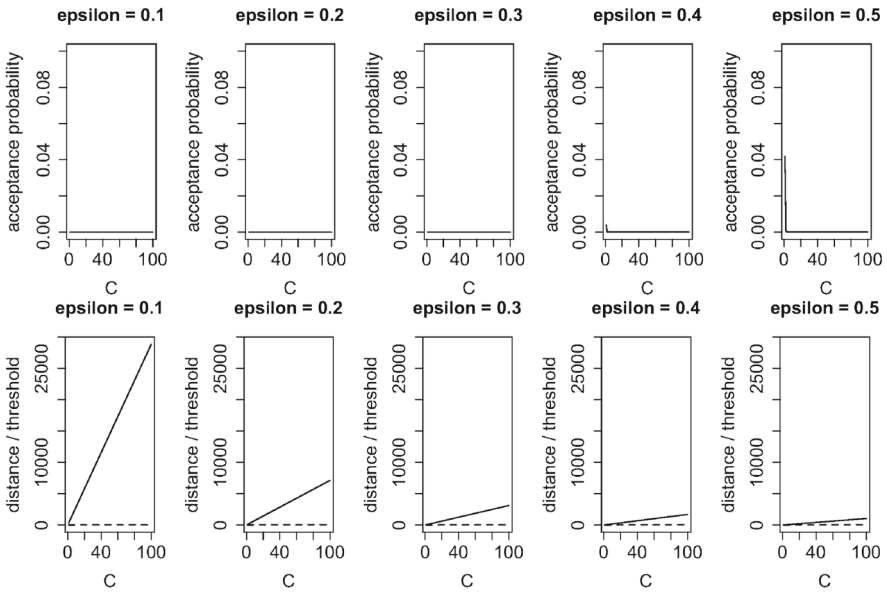 epsilon = 0.1 epsilon = 0.2 epsilon = 0.3 epsilon = 0.4 epsilon = 0.5
acceptance probability
0.00 0.04 0.08
0 40 100
C
acceptance probability
0.00 0.04 0.08
0 40 100
C
acceptance probability
0.00 0.04 0.08
0 40 100
C
acceptance probability
0.00 0.04 0.08
0 40 100
C
acceptance probability
0.00 0.04 0.08
0 40 100
C
epsilon = 0.1 epsilon = 0.2 epsilon = 0.3 epsilon = 0.4 epsilon = 0.5
distance / threshold
0 10000 25000
0 40 100
C
distance / threshold
0 10000 25000
0 40 100
C
distance / threshold
0 10000 25000
0 40 100
C
distance / threshold
0 10000 25000
0 40 100
C
distance / threshold
0 10000 25000
0 40 100
C